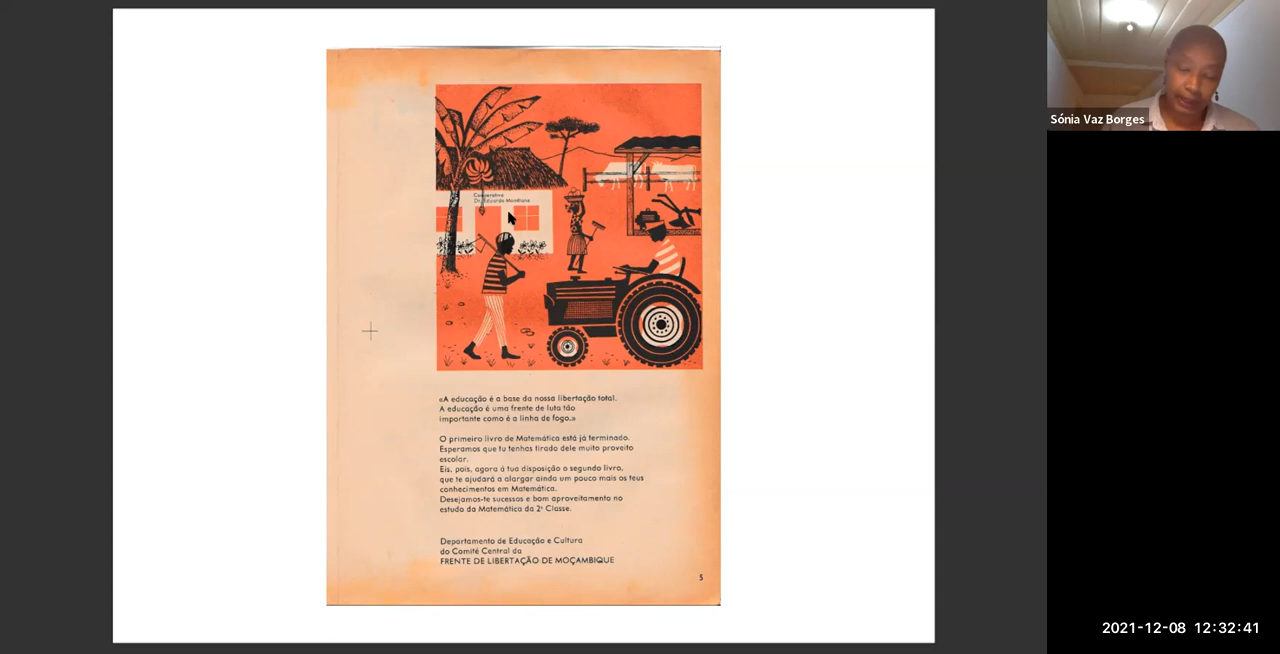 Cooperativa
Dr. Eduardo Mondlane
«A educação é a base da nossa libertação total.
A educação é uma frente de luta tão
importante como é a linha de fogo.»
O primeiro livro de Matemática está já terminado.
Esperamos que tu tenhas tirado dele muito proveito
escolar.
Eis, pois, agora à tua disposição o segundo livro,
que te ajudará a alargar ainda um pouco mais os teus
conhecimentos em Matemática.
Desejamos-te sucessos e bom aproveitamento no
estudo da Matemática da 2ª Classe.
Departamento de Educação e Cultura
do Comité Central da
FRENTE DE LIBERTAÇÃO DE MOÇAMBIQUE
5
Sónia Vaz Borges
2021-12-08 12:32:41